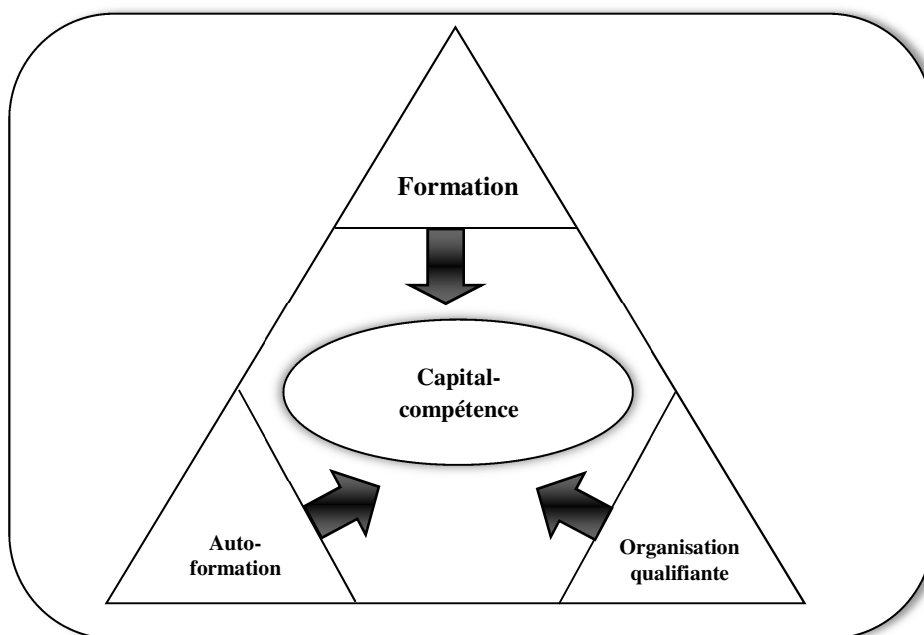 Formation
Capital-
compétence
Auto-
formation
Organisation
qualifiante